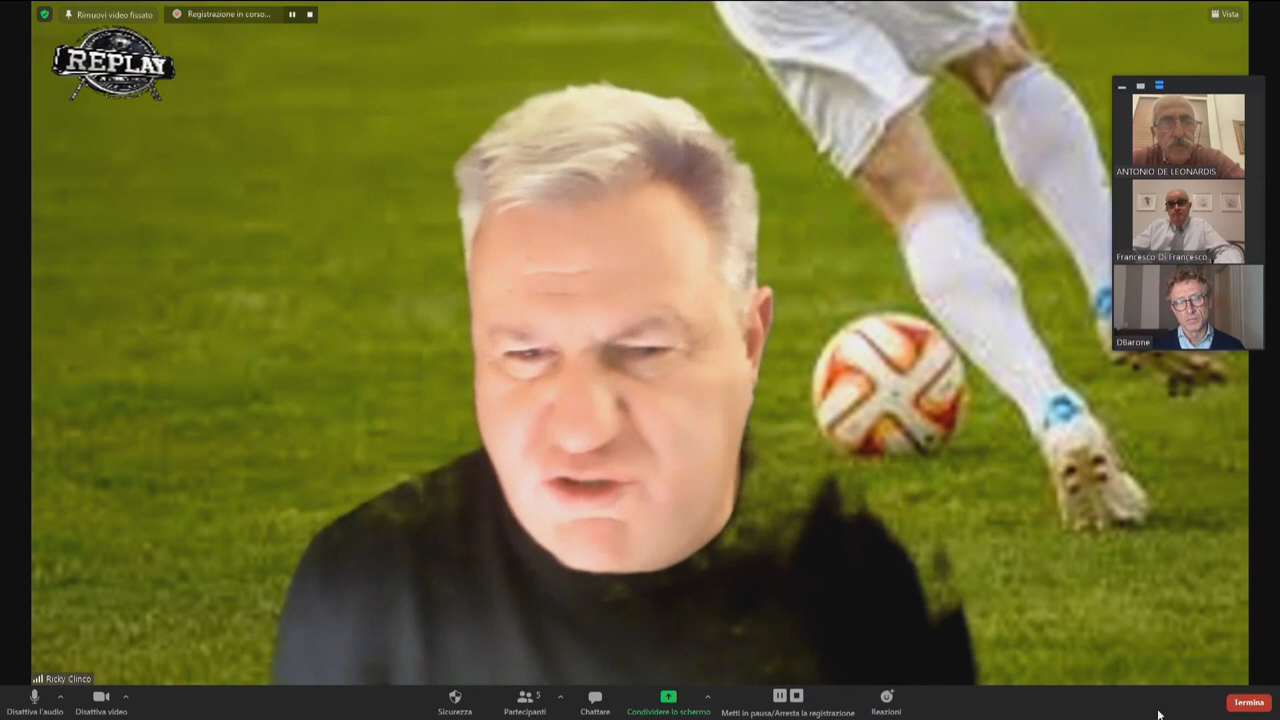 Rimuovi video fissato
Registrazione in corso...
Vista
REPLAY
ANTONIO DE LEONARDIS
Francesco Di Francesco
DBarone
Ricky Clinco
Disattiva l'audio
Disattiva video
Sicurezza
Partecipanti
5
Chattare
Condividere lo schermo
Metti in pausa/Arresta la registrazione
Reazioni
Termina